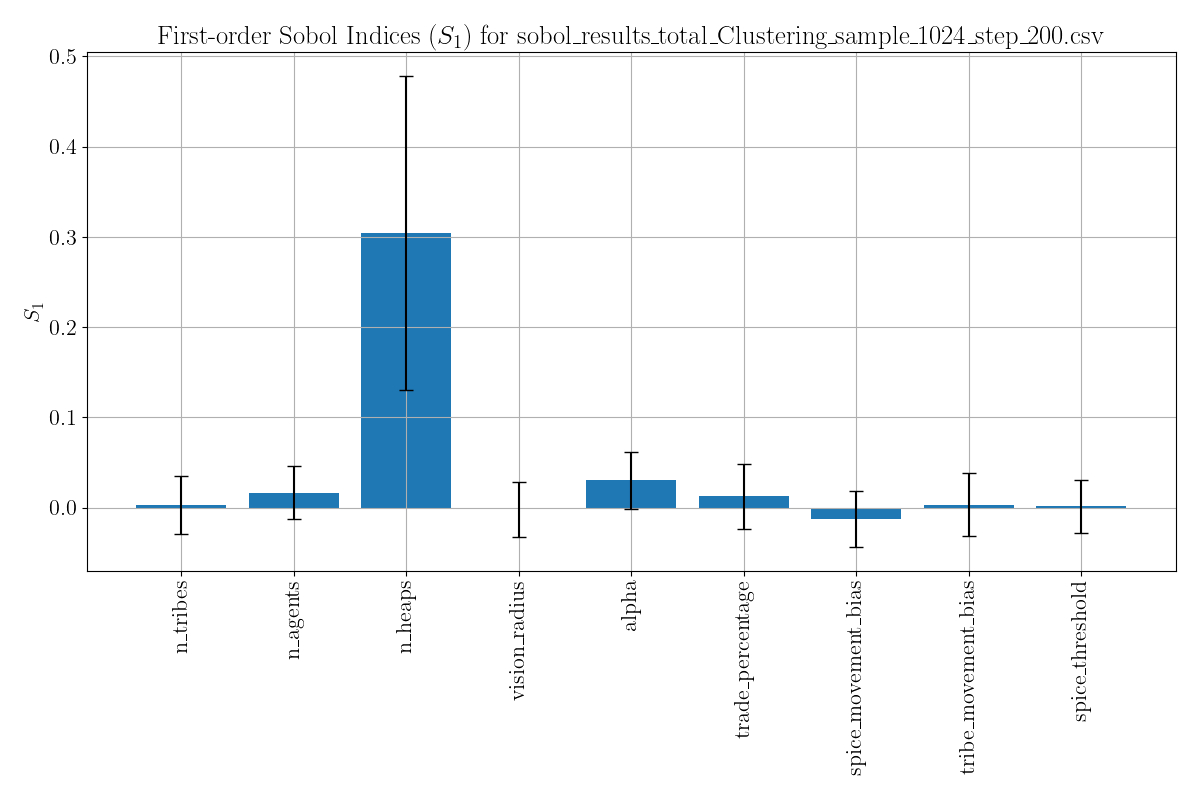 First-order Sobol Indices (S₁) for sobol_results_total_Clustering_sample_1024_step_200.csv
0.5
0.4
0.3
0.2
0.1
0.0
S₁
n_tribes
n_agents
n_heaps
vision_radius
alpha
trade_percentage
spice_movement_bias
tribe_movement_bias
spice_threshold